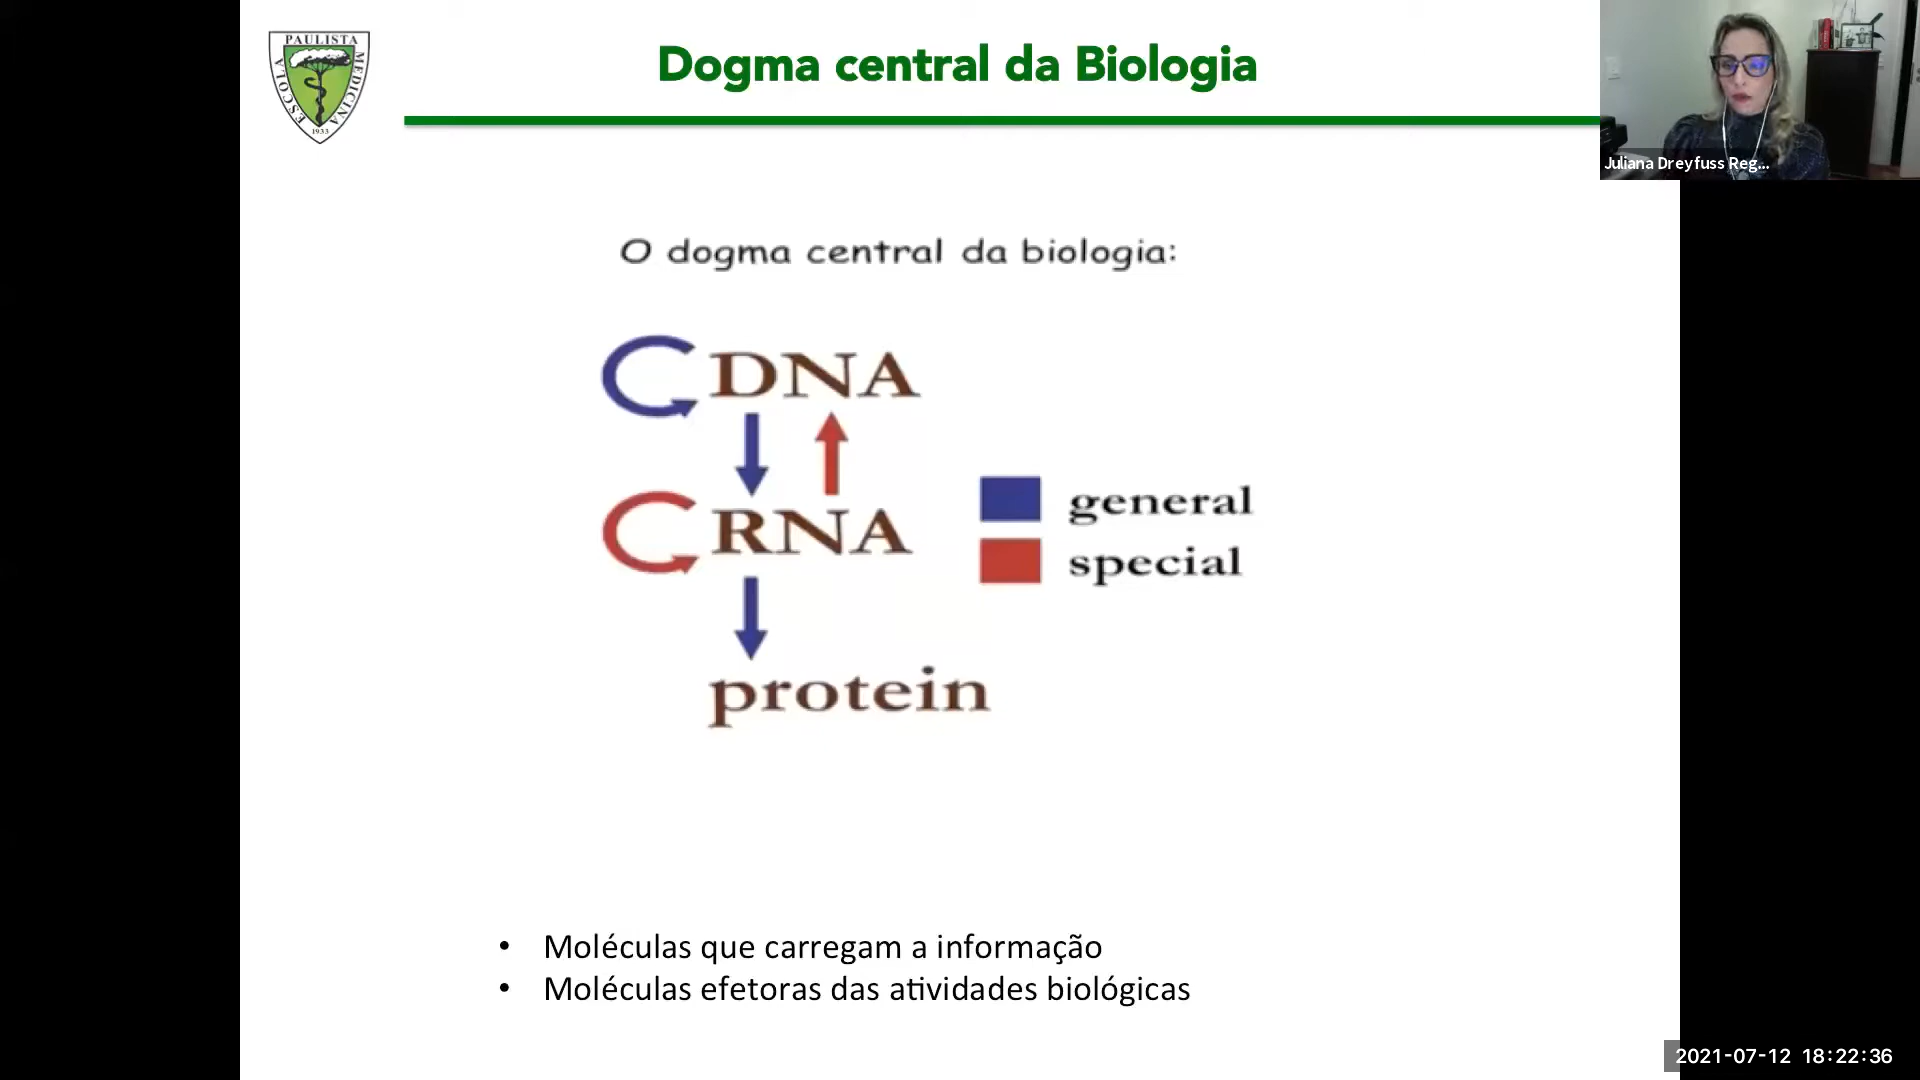 PAULISTA
ESCOLA
MEDICINA
1933
Dogma central da Biologia
Juliana Dreyfuss Reg...
O dogma central da biologia:
DNA
RNA
general
special
protein
• Moléculas que carregam a informação
• Moléculas efetoras das atividades biológicas
2021-07-12 18:22:36